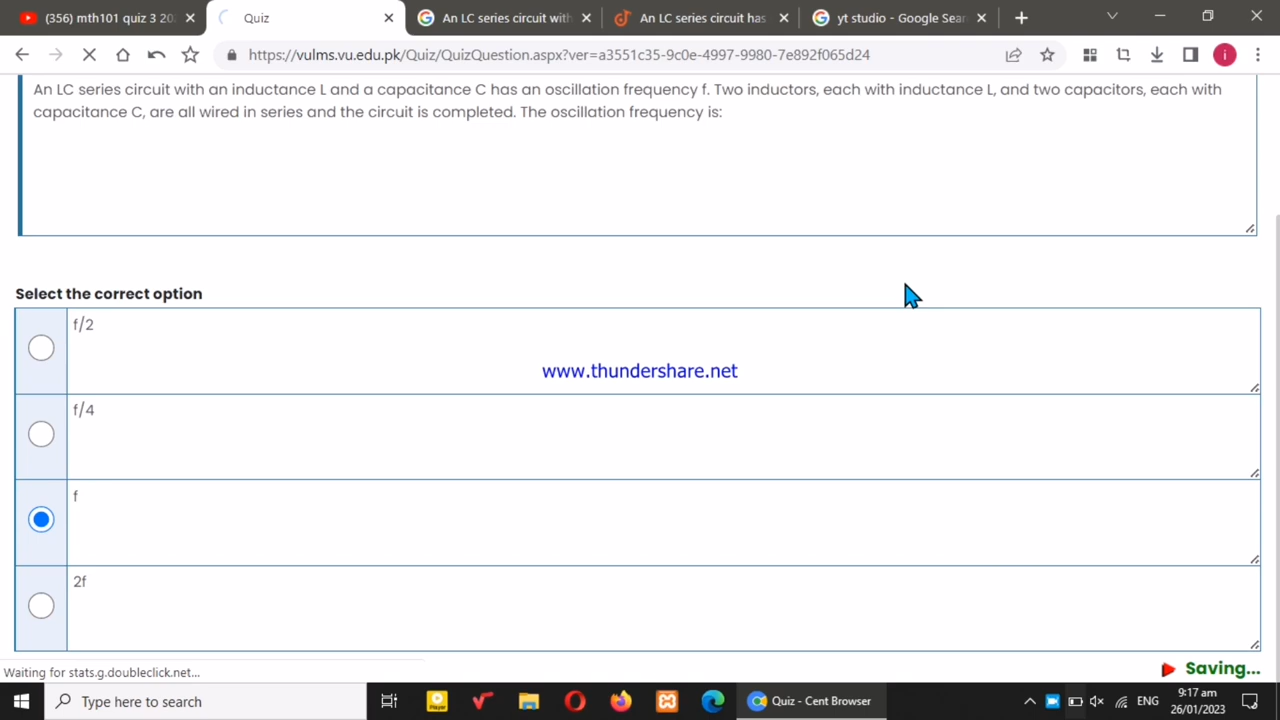 (356) mth101 quiz 3 20
Quiz
An LC series circuit with
An LC series circuit has
yt studio - Google Sear
https://vulms.vu.edu.pk/Quiz/QuizQuestion.aspx?ver=a3551c35-9c0e-4997-9980-7e892f065d24
i
An LC series circuit with an inductance L and a capacitance C has an oscillation frequency f. Two inductors, each with inductance L, and two capacitors, each with
capacitance C, are all wired in series and the circuit is completed. The oscillation frequency is:
Select the correct option
f/2
www.thundershare.net
f/4
f
2f
Waiting for stats.g.doubleclick.net...
Saving...
Type here to search
Player
Quiz - Cent Browser
ENG
9:17 am
26/01/2023